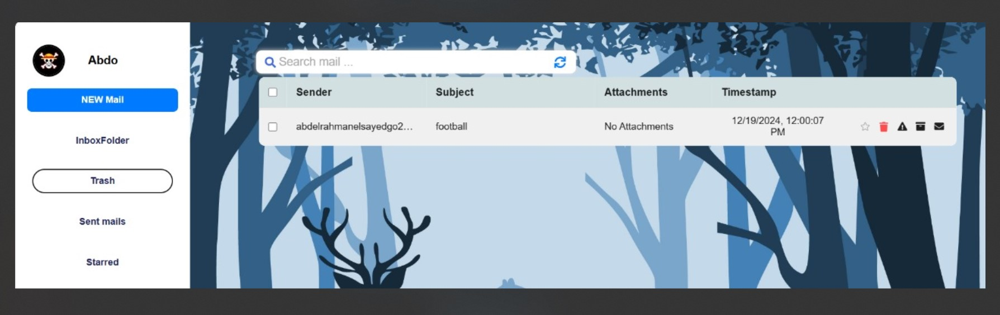 Abdo
NEW Mail
InboxFolder
Trash
Sent mails
Starred
Search mail ...
Sender Subject Attachments Timestamp
abdelrahmanelsayedgo2... football No Attachments 12/19/2024, 12:00:07
PM